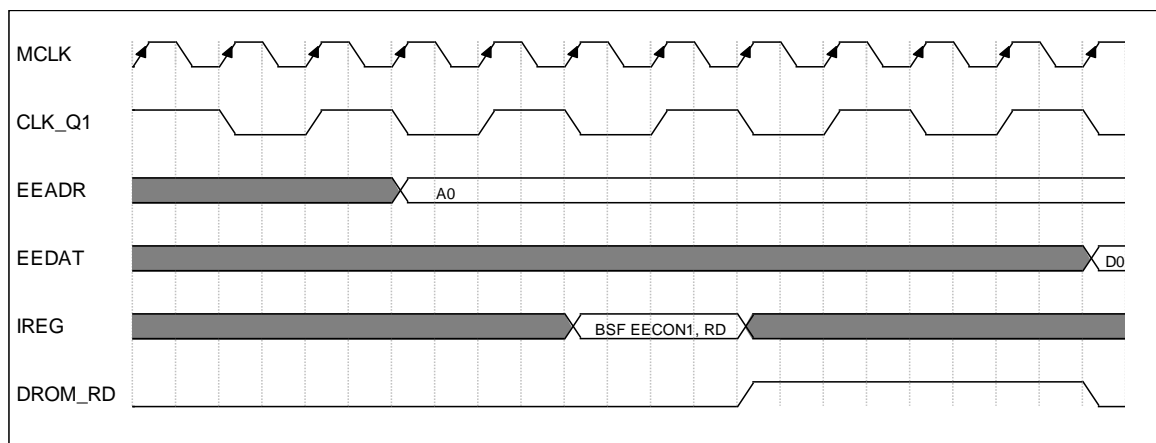 MCLK
CLK_Q1
EEADR
A0
EEDAT
D0
IREG
BSF EECON1, RD
DROM_RD